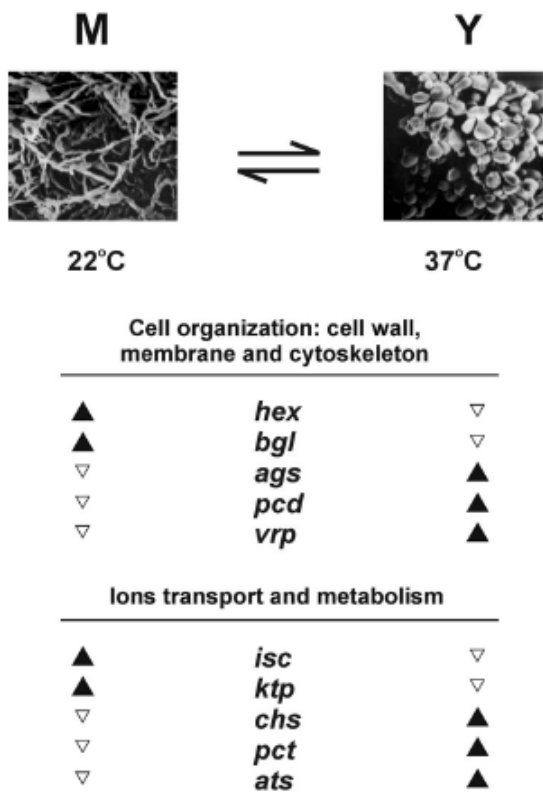 M Y
22°C 37°C
Cell organization: cell wall,
membrane and cytoskeleton
hex
bgl
ags
pcd
vrp
Ions transport and metabolism
isc
ktp
chs
pct
ats